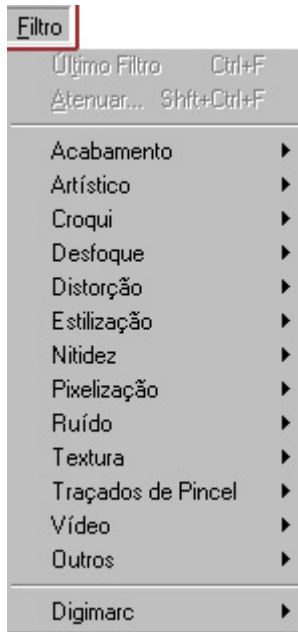 Filtro
Último Filtro Ctrl+F
Atenuar... Shft+Ctrl+F
Acabamento
Artístico
Croqui
Desfoque
Distorção
Estilização
Nitidez
Pixelização
Ruído
Textura
Traçados de Pincel
Vídeo
Outros
Digimarc